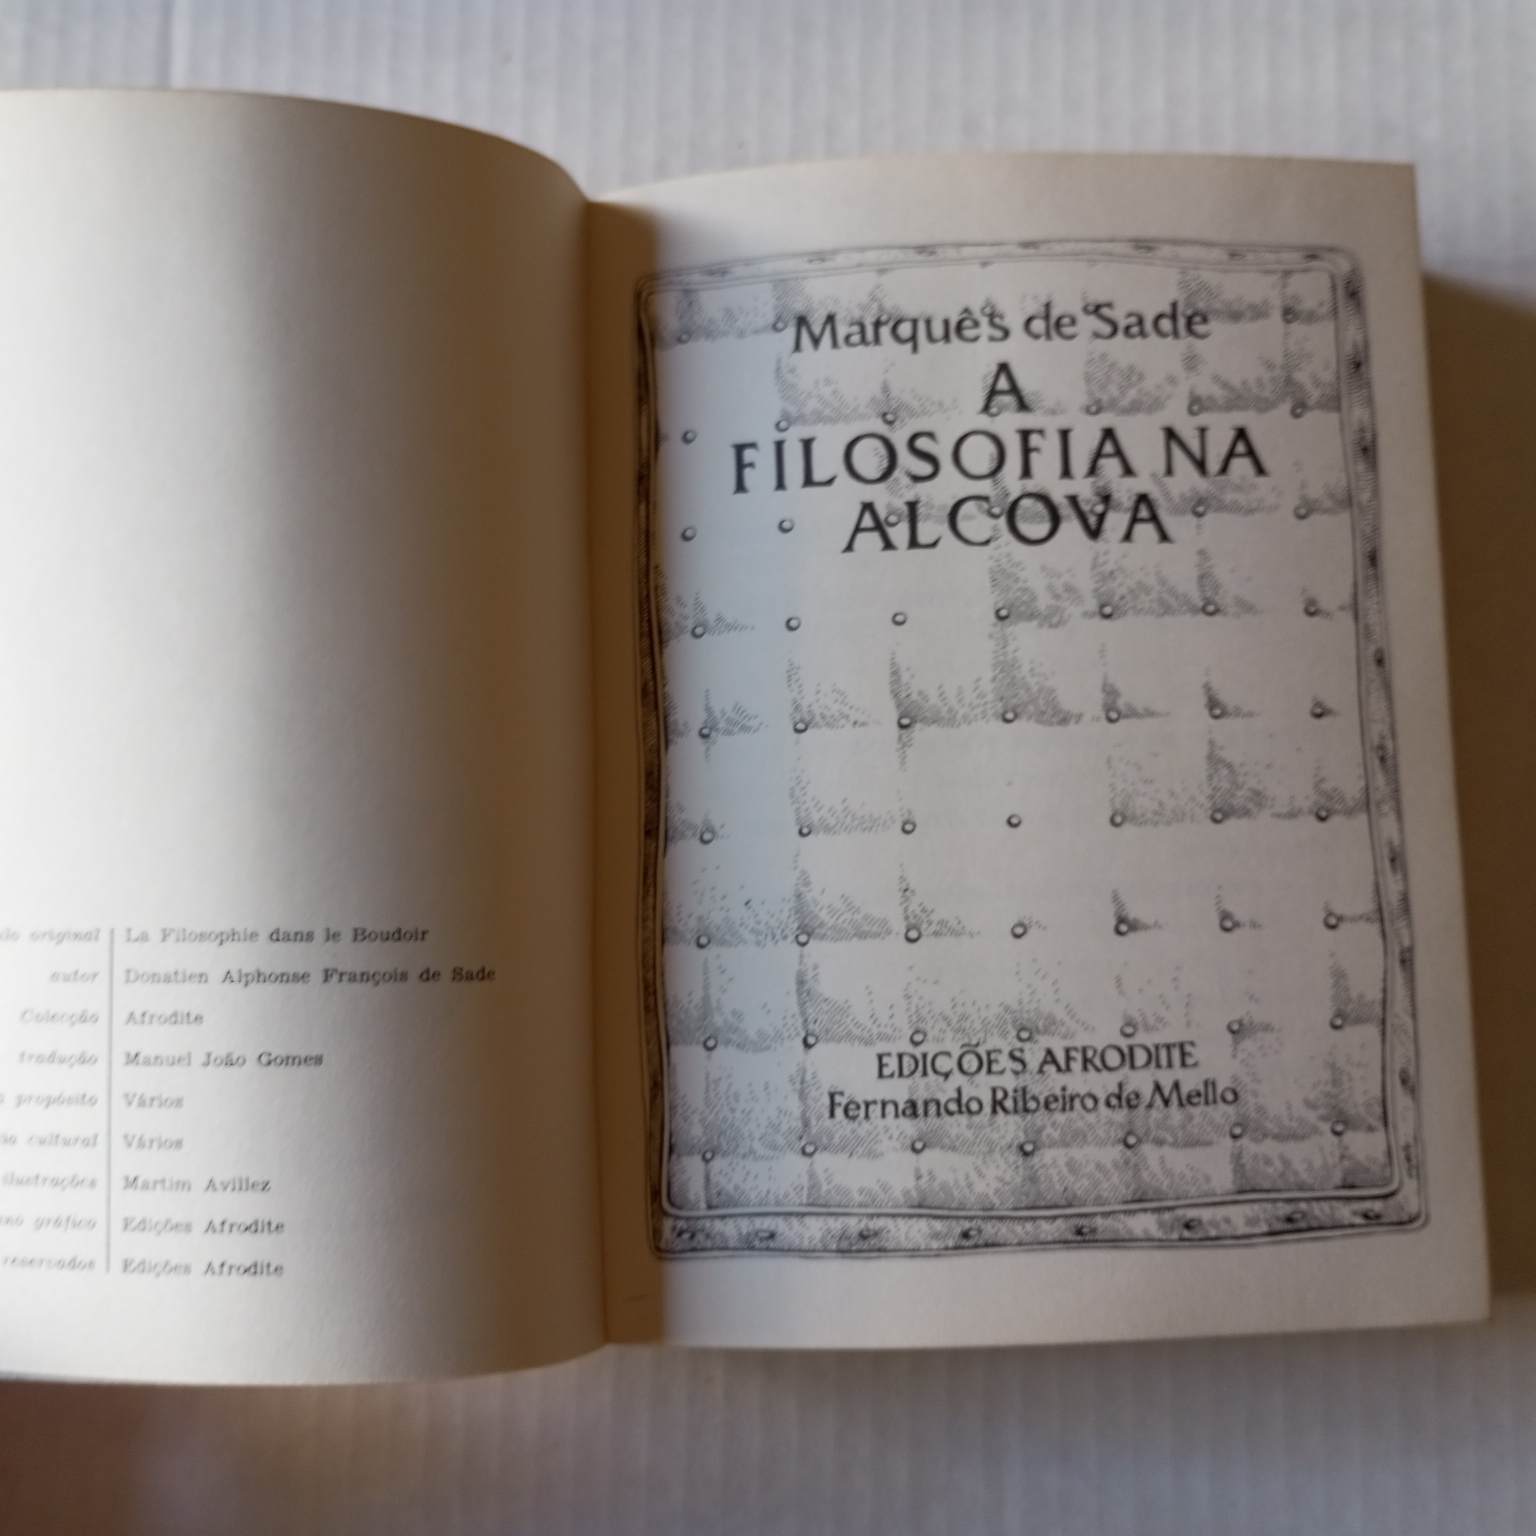 original La Filosophie dans le Boudoir
autor Donatien Alphonse François de Sade
Colecção Afrodite
tradução Manuel João Gomes
propósito Vários
cultural Vários
ilustrações Martim Avillez
gráfico Edições Afrodite
reservados Edições Afrodite
Marquês de Sade
A
FILOSOFIA NA
ALCOVA
EDIÇÕES AFRODITE
Fernando Ribeiro de Mello